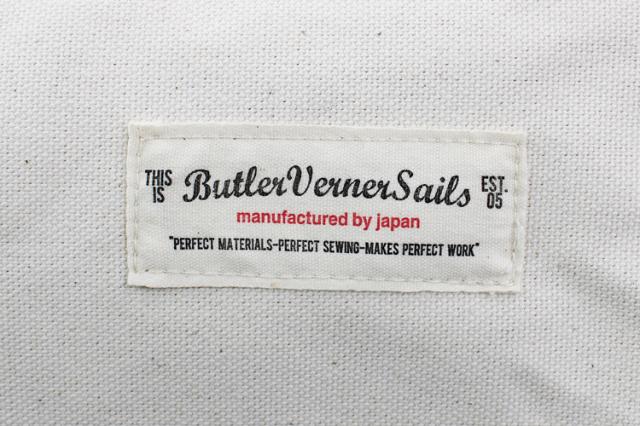 THIS IS ButlerVernerSails EST. 05
manufactured by japan
"PERFECT MATERIALS-PERFECT SEWING-MAKES PERFECT WORK"